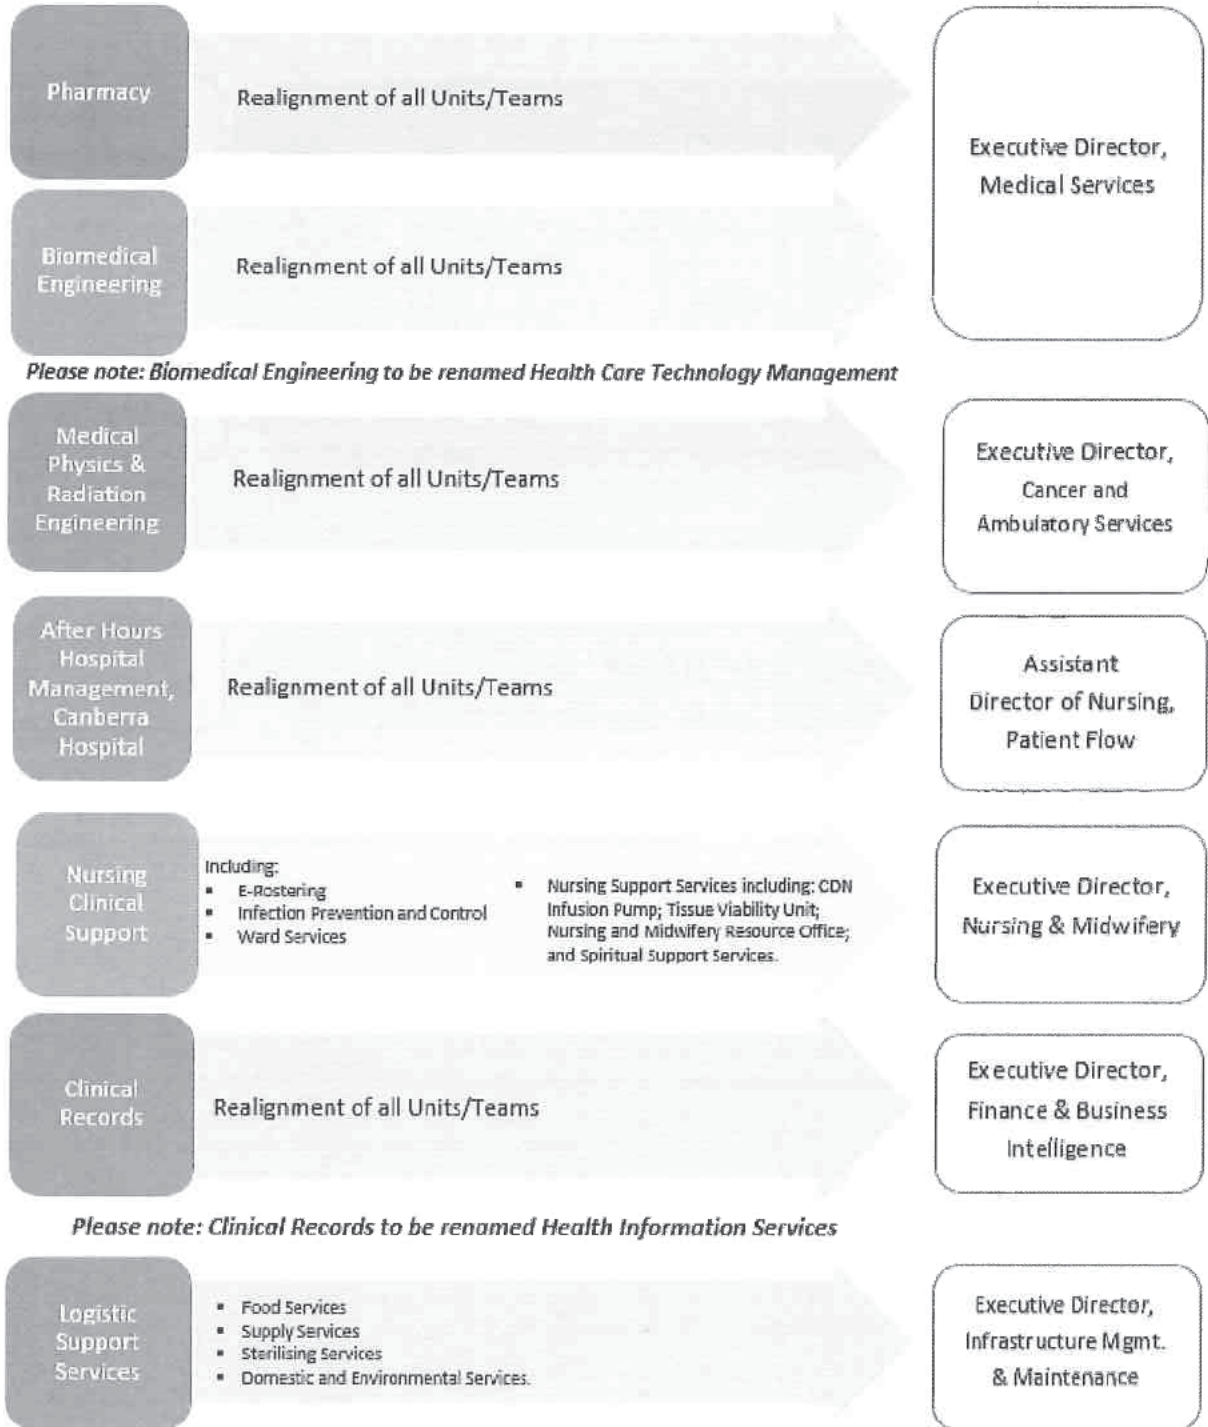 Pharmacy
Realignment of all Units/Teams
Executive Director,
Medical Services
Biomedical
Engineering
Realignment of all Units/Teams
Please note: Biomedical Engineering to be renamed Health Care Technology Management
Medical
Physics &
Radiation
Engineering
Realignment of all Units/Teams
Executive Director,
Cancer and
Ambulatory Services
After Hours
Hospital
Management,
Canberra
Hospital
Realignment of all Units/Teams
Assistant
Director of Nursing,
Patient Flow
Nursing
Clinical
Support
Including:
▪ E-Rostering
▪ Infection Prevention and Control
▪ Ward Services
▪ Nursing Support Services including: CDN
Infusion Pump; Tissue Viability Unit;
Nursing and Midwifery Resource Office;
and Spiritual Support Services.
Executive Director,
Nursing & Midwifery
Clinical
Records
Realignment of all Units/Teams
Executive Director,
Finance & Business
Intelligence
Please note: Clinical Records to be renamed Health Information Services
Logistic
Support
Services
▪ Food Services
▪ Supply Services
▪ Sterilising Services
▪ Domestic and Environmental Services.
Executive Director,
Infrastructure Mgmt.
& Maintenance